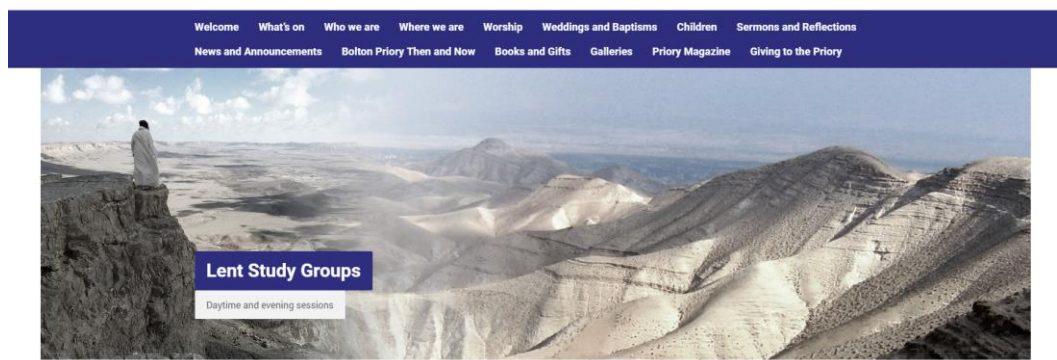 Welcome What's on Who we are Where we are Worship Weddings and Baptisms Children Sermons and Reflections
News and Announcements Bolton Priory Then and Now Books and Gifts Galleries Priory Magazine Giving to the Priory
Lent Study Groups
Daytime and evening sessions